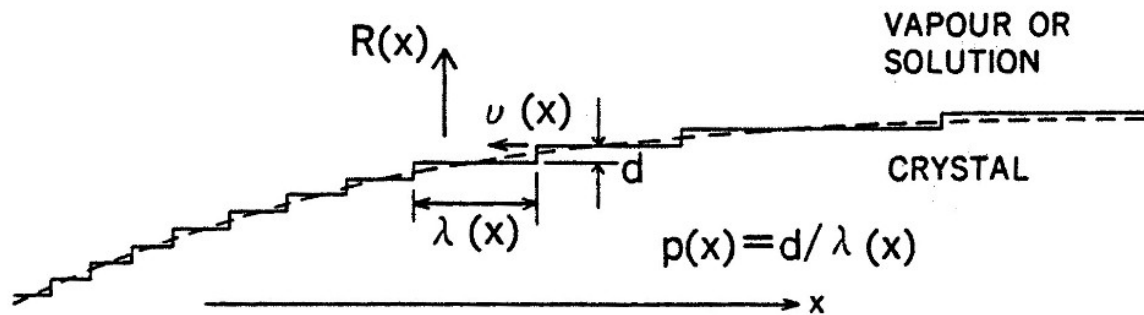 VAPOUR OR
SOLUTION
R(x)
υ (x)
d
CRYSTAL
λ (x)
p(x)=d/λ (x)
x